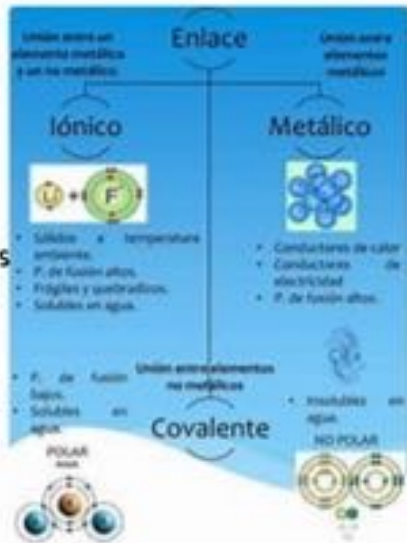 Enlace
Unión entre un
elemento metálico
y un no metálico.
Unión entre
elementos
metálicos
Iónico
Metálico
Li + F
• Sólidos a temperatura
ambiente.
• P. de fusión altos.
• Frágiles y quebradizos.
• Solubles en agua.
• Conductores de calor
• Conductores de
electricidad
• P. de fusión altos.
s
Unión entre elementos
no metálicos
• P. de fusión
bajos.
• Solubles en
agua
• Insolubles en
agua.
Covalente
POLAR
NO POLAR